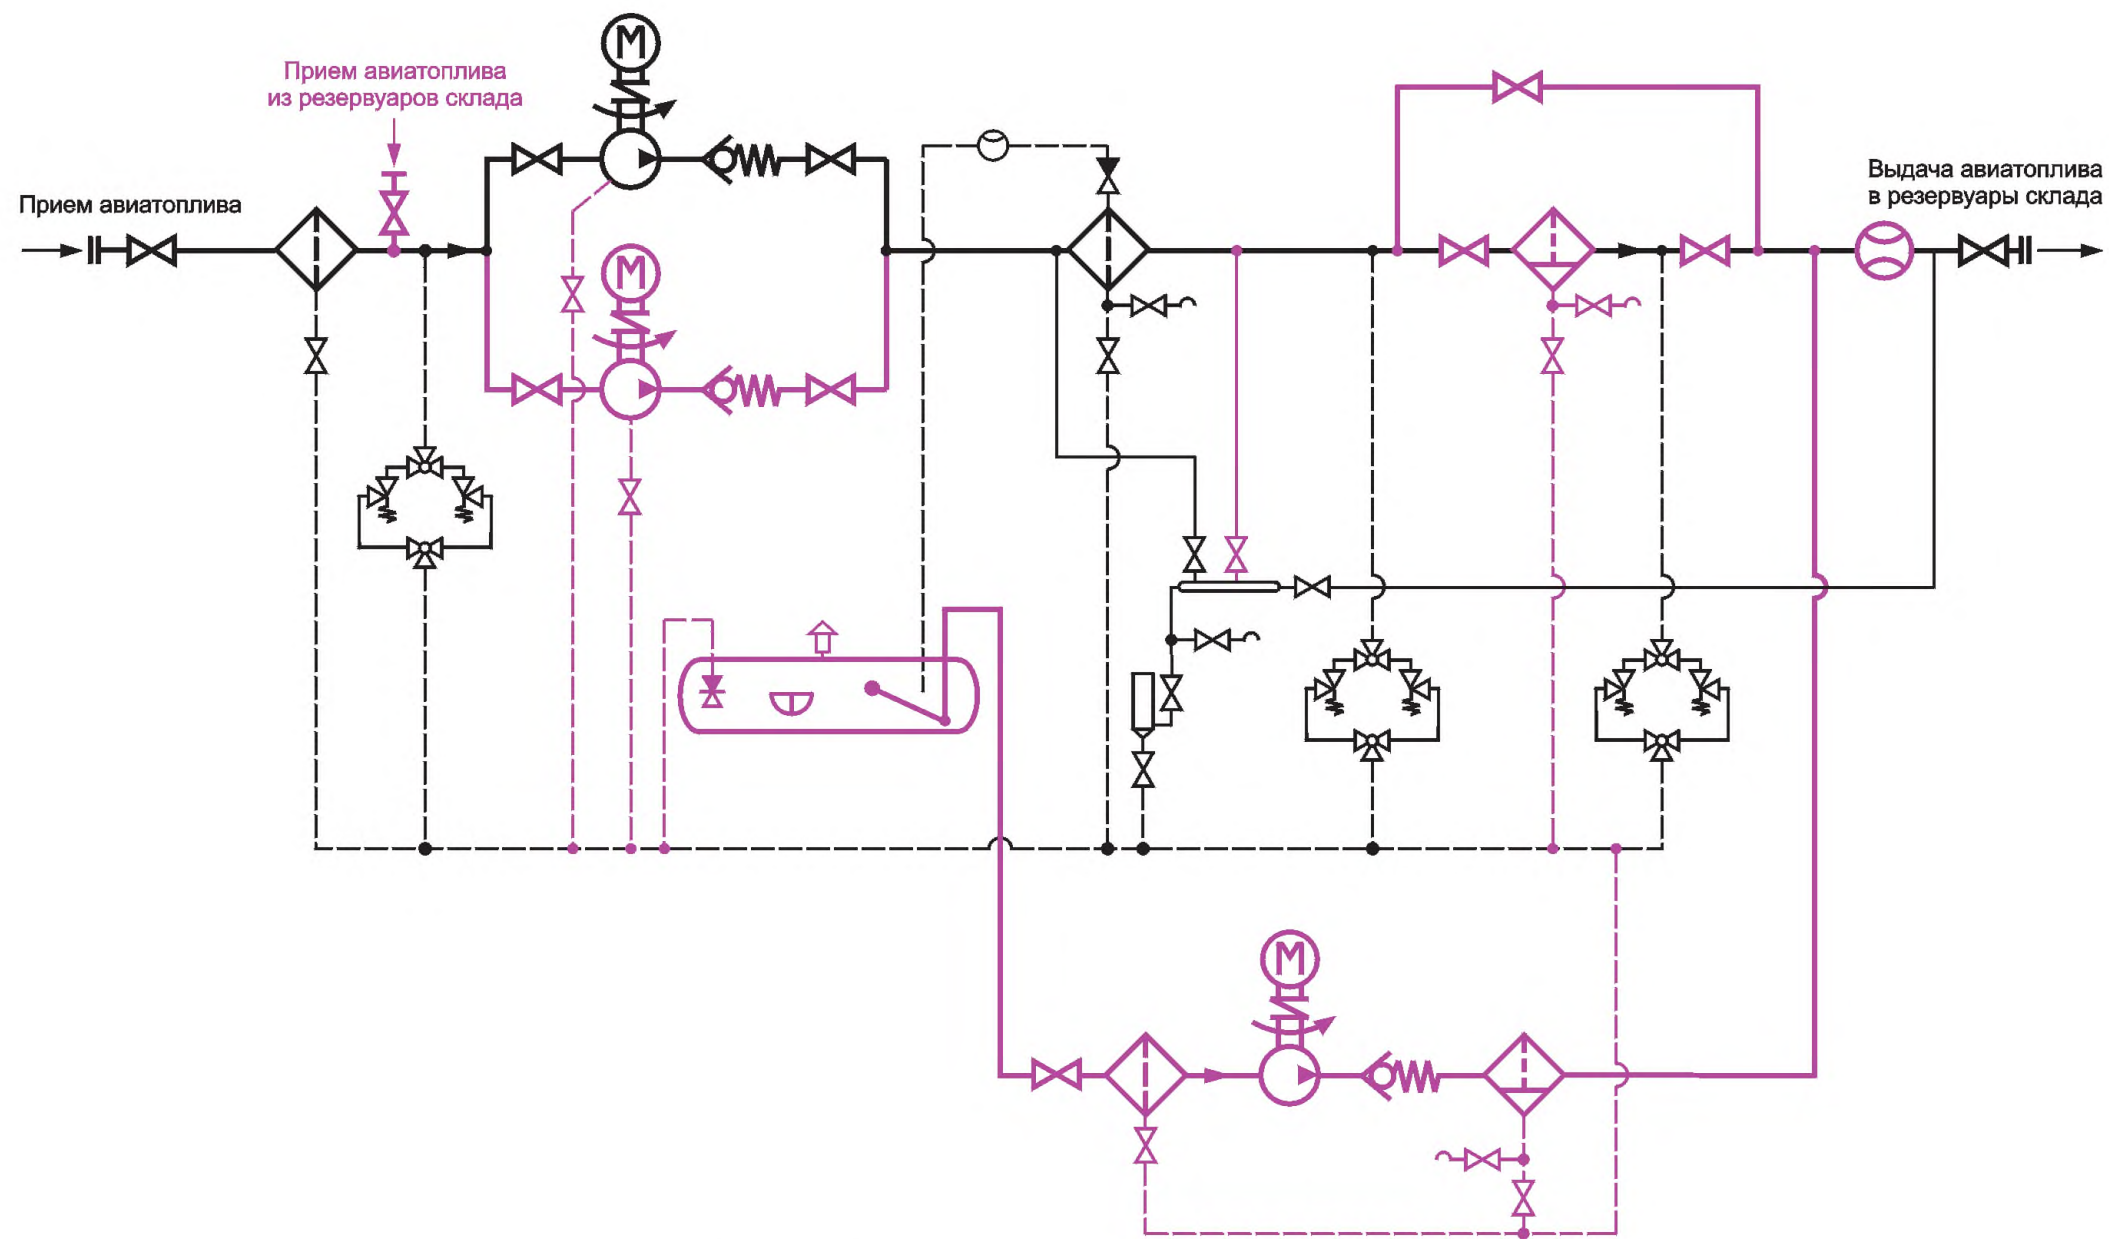 Прием авиатоплива
из резервуаров склада
Прием авиатоплива
Выдача авиатоплива
в резервуары склада
M
M
M